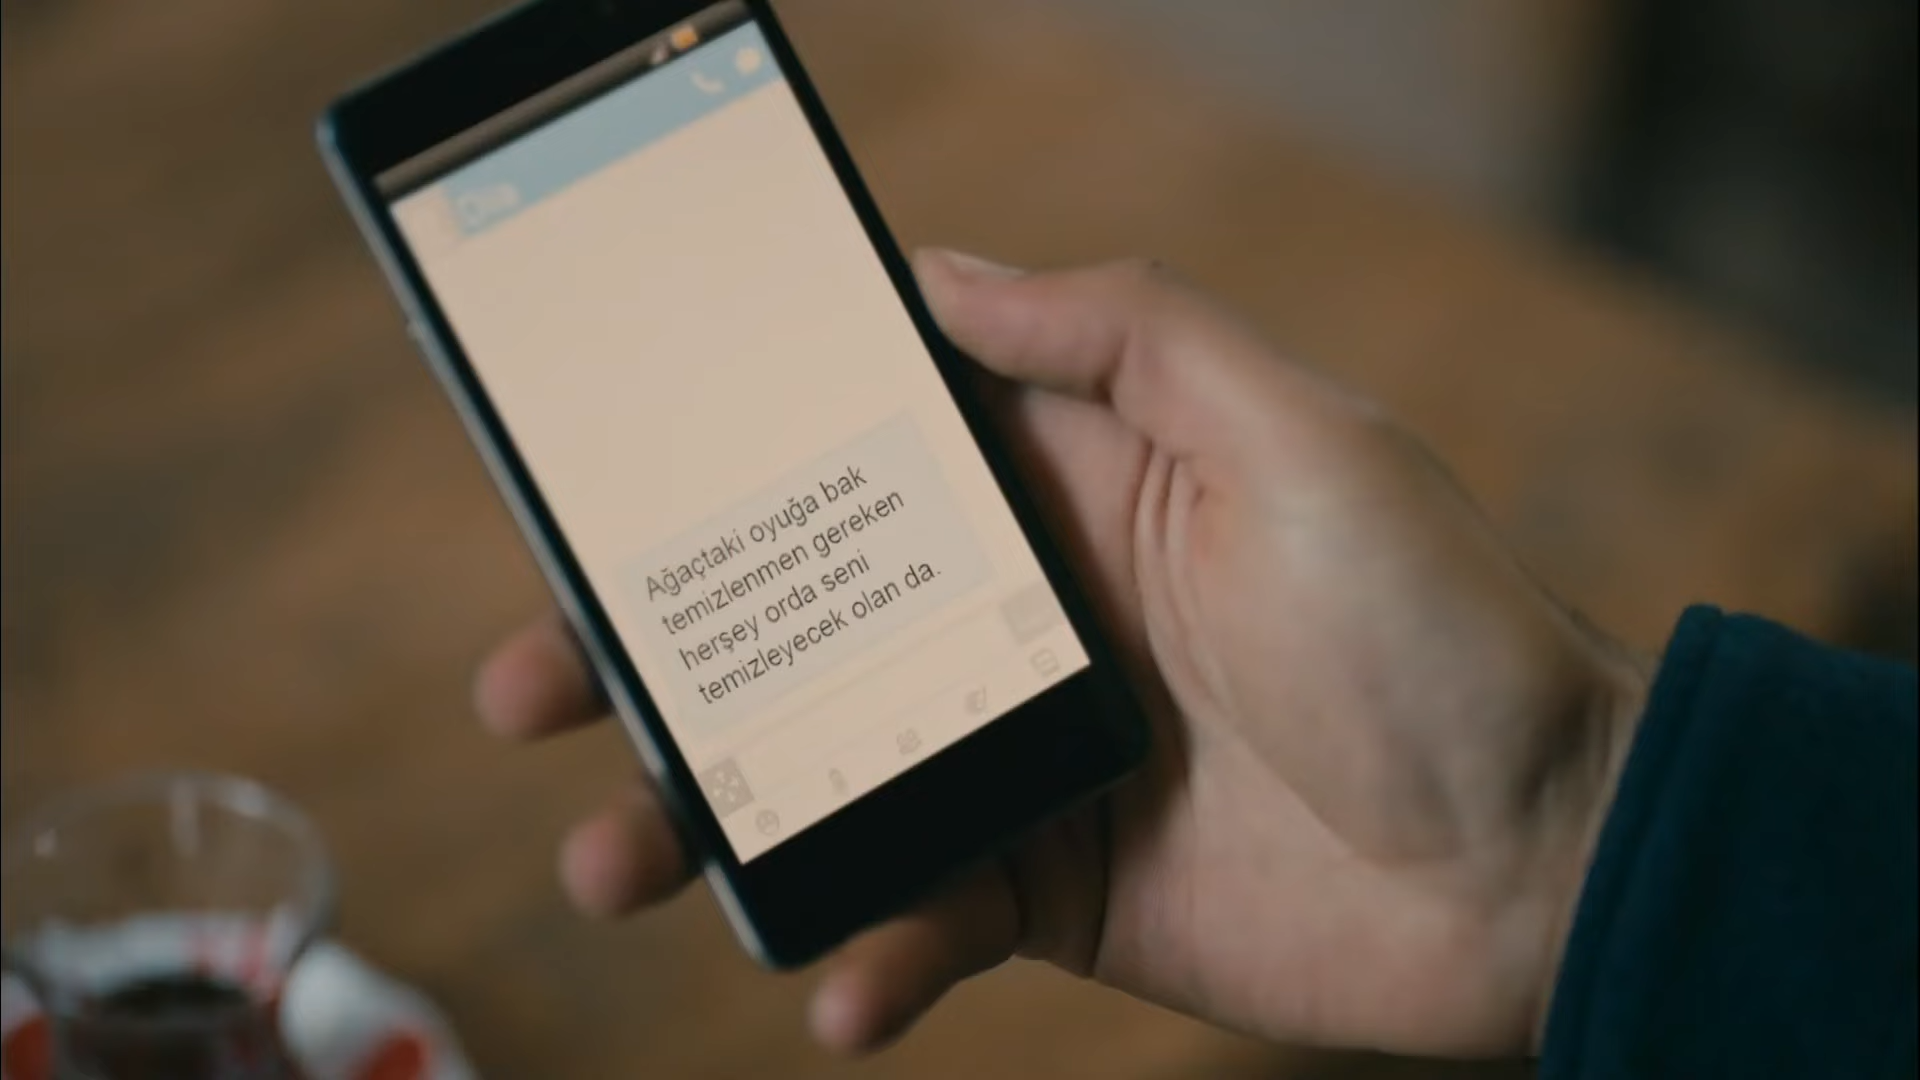 Ağaçtaki oyuğa bak
temizlenmen gereken
herşey orda seni
temizleyecek olan da.